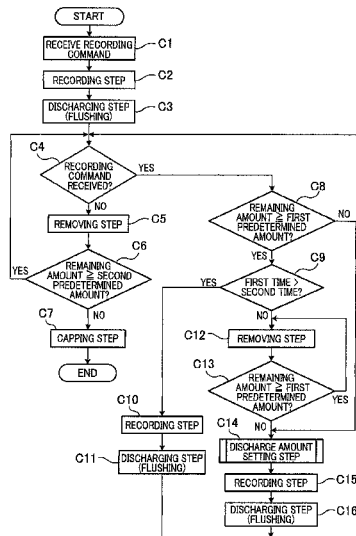 START
RECEIVE RECORDING
COMMAND
C1
RECORDING STEP
C2
DISCHARGING STEP
(FLUSHING)
C3
C4
RECORDING
COMMAND
RECEIVED?
YES
NO
C5
REMOVING STEP
C6
REMAINING
AMOUNT ≧ SECOND
PREDETERMINED
AMOUNT?
YES
NO
C7
CAPPING STEP
END
C8
REMAINING
AMOUNT ≧ FIRST
PREDETERMINED
AMOUNT?
NO
YES
C9
FIRST TIME >
SECOND TIME?
YES
NO
C12
REMOVING STEP
C13
REMAINING
AMOUNT ≧ FIRST
PREDETERMINED
AMOUNT?
YES
NO
C10
RECORDING STEP
C11
DISCHARGING STEP
(FLUSHING)
C14
DISCHARGE AMOUNT
SETTING STEP
C15
RECORDING STEP
C16
DISCHARGING STEP
(FLUSHING)